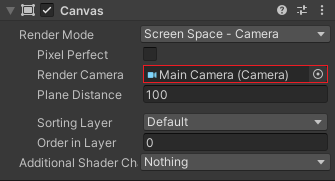 Canvas
Render Mode Screen Space - Camera
Pixel Perfect
Render Camera Main Camera (Camera)
Plane Distance 100
Sorting Layer Default
Order in Layer 0
Additional Shader Ch Nothing